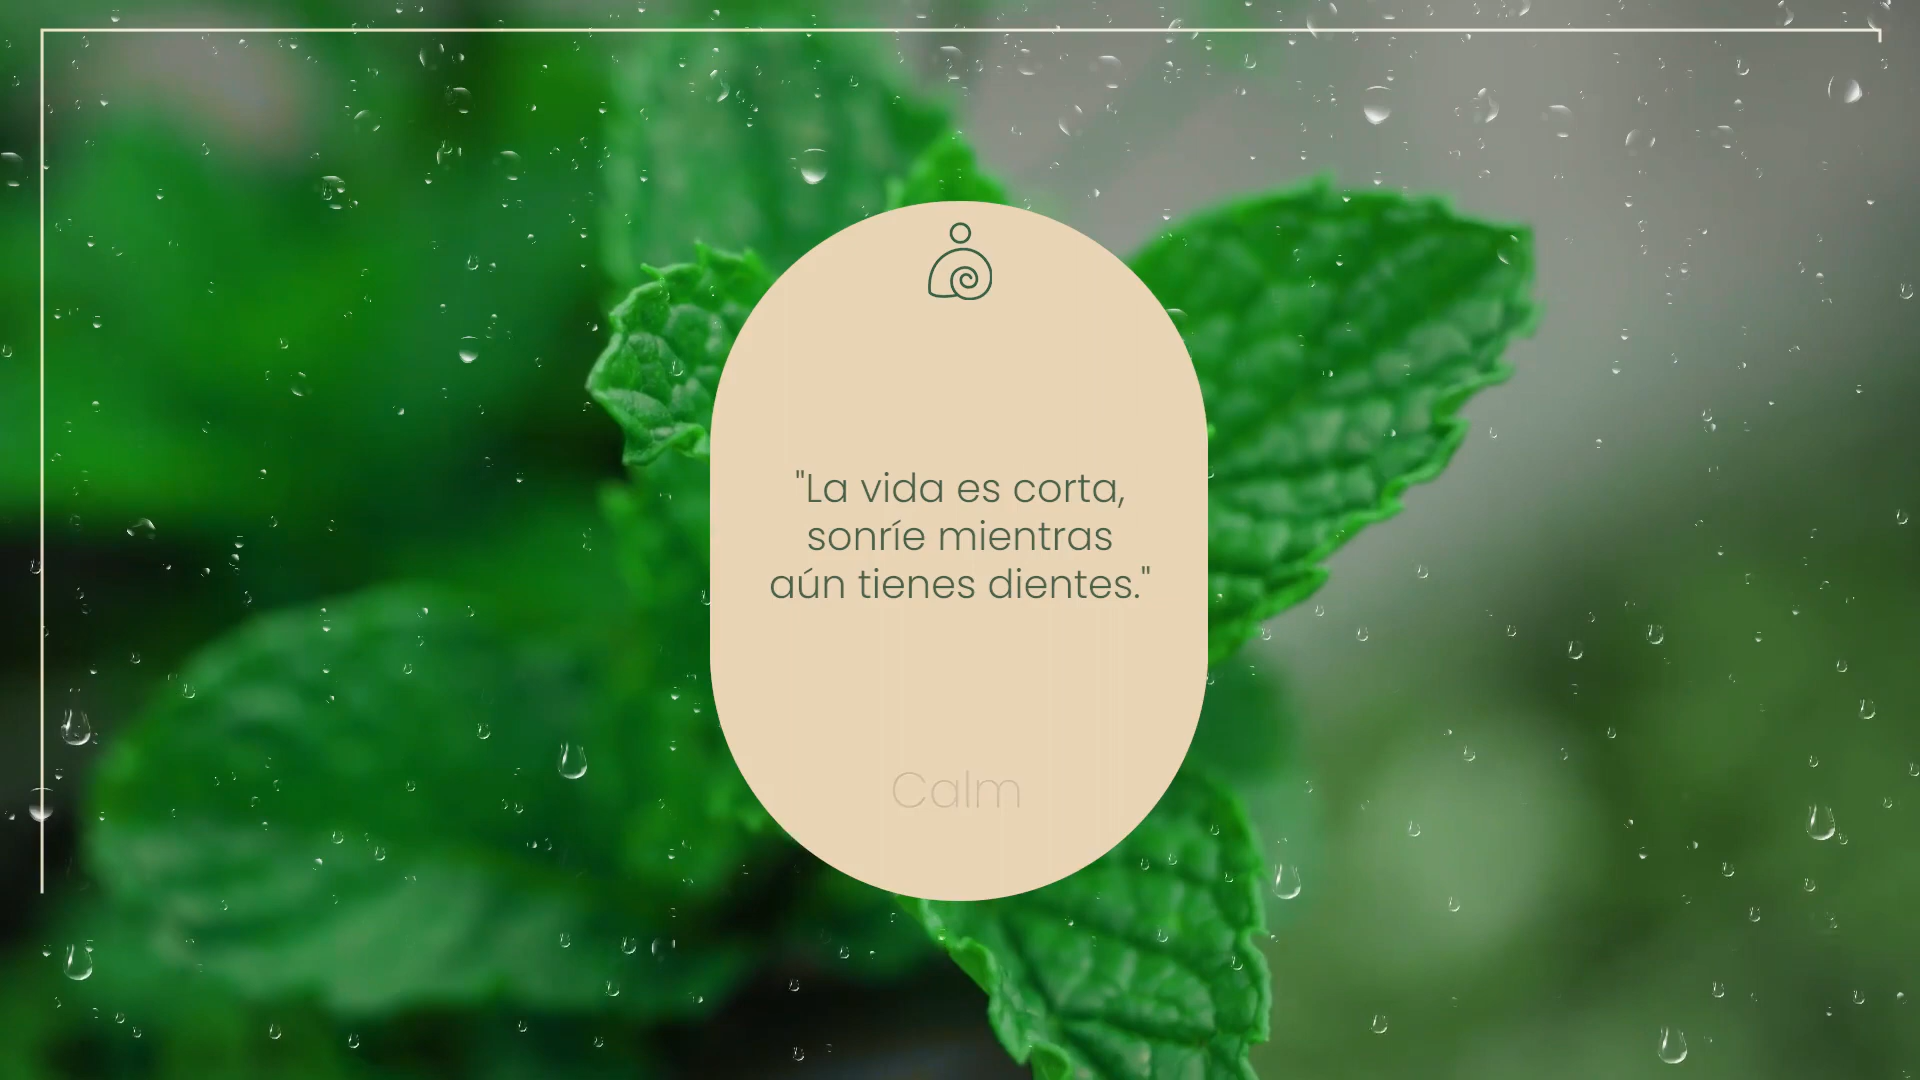 "La vida es corta,
sonríe mientras
aún tienes dientes."
Calm